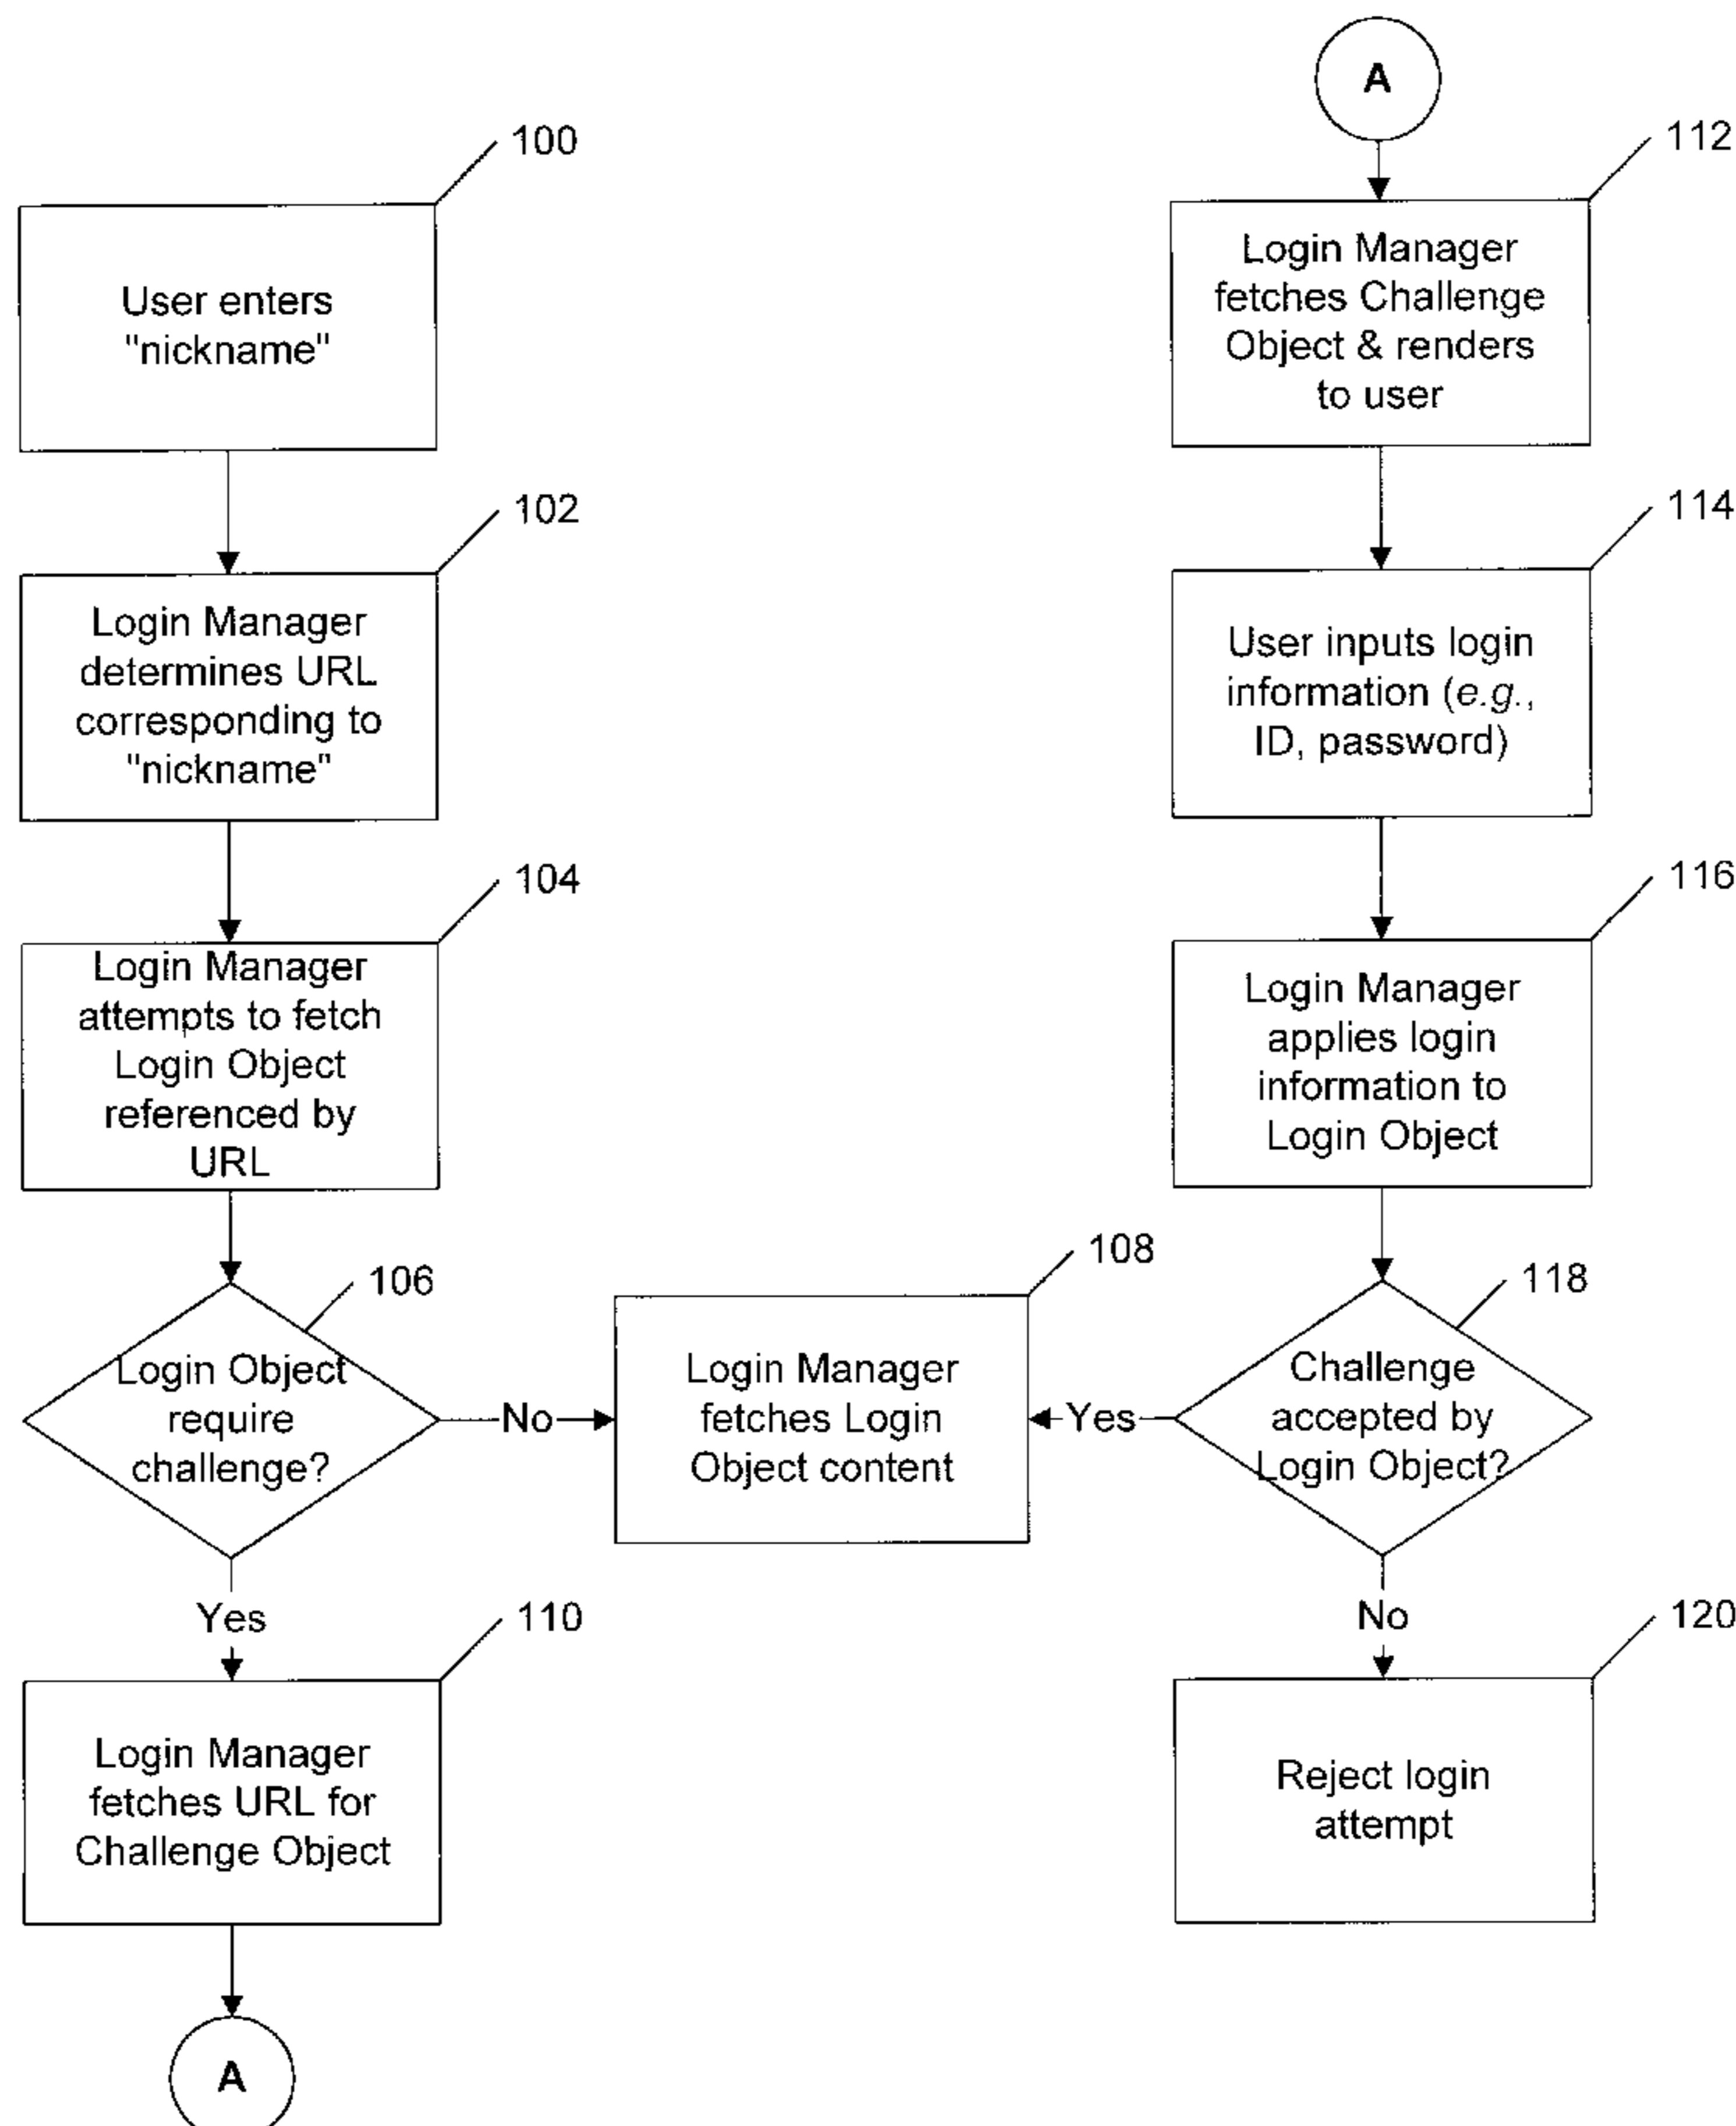 100
User enters
"nickname"
102
Login Manager
determines URL
corresponding to
"nickname"
104
Login Manager
attempts to fetch
Login Object
referenced by
URL
106
Login Object
require
challenge?
No
108
Login Manager
fetches Login
Object content
Yes
110
Login Manager
fetches URL for
Challenge Object
A
A
112
Login Manager
fetches Challenge
Object & renders
to user
114
User inputs login
information (e.g.,
ID, password)
116
Login Manager
applies login
information to
Login Object
118
Challenge
accepted by
Login Object?
Yes
No
120
Reject login
attempt